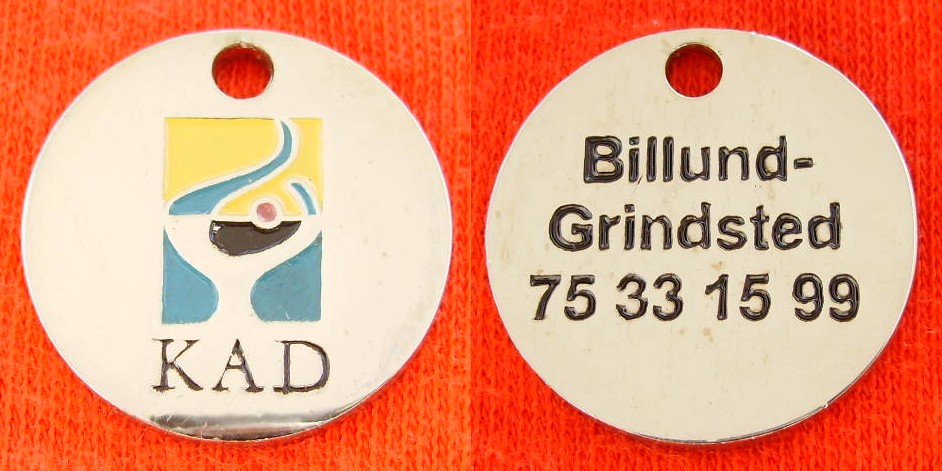 KAD
Billund-
Grindsted
75 33 15 99